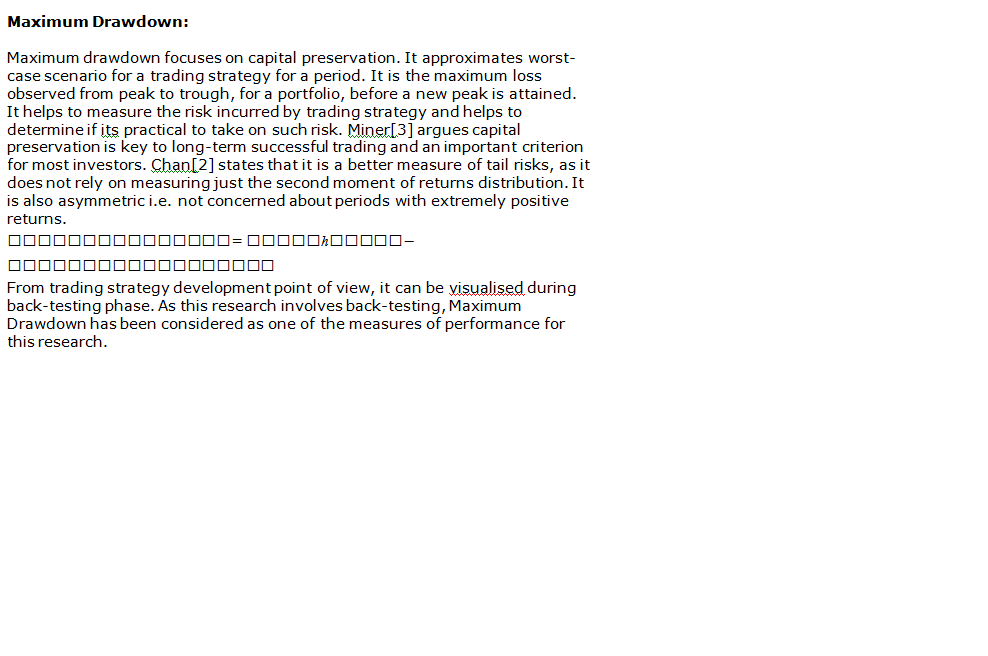 Maximum Drawdown:
Maximum drawdown focuses on capital preservation. It approximates worst-
case scenario for a trading strategy for a period. It is the maximum loss
observed from peak to trough, for a portfolio, before a new peak is attained.
It helps to measure the risk incurred by trading strategy and helps to
determine if its practical to take on such risk. Miner[3] argues capital
preservation is key to long-term successful trading and an important criterion
for most investors. Chan[2] states that it is a better measure of tail risks, as it
does not rely on measuring just the second moment of returns distribution. It
is also asymmetric i.e. not concerned about periods with extremely positive
returns.
□□□□□□□□□□□□□□□= □□□□□ℎ□□□□□−
□□□□□□□□□□□□□□□□□□
From trading strategy development point of view, it can be visualised during
back-testing phase. As this research involves back-testing, Maximum
Drawdown has been considered as one of the measures of performance for
this research.